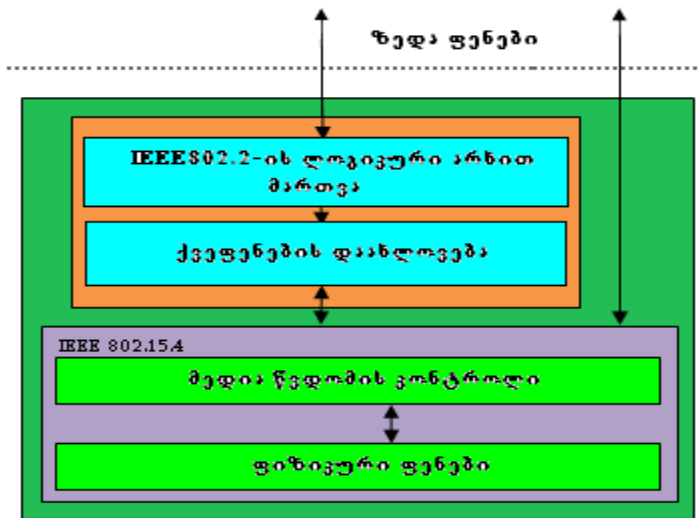 ზედა ფენები
IEEE802.2-ის ლოგიკური არხით
მართვა
ქვეფენების დაახლოვება
IEEE 802.15.4
მედია წვდომის კონტროლი
ფიზიკური ფენები